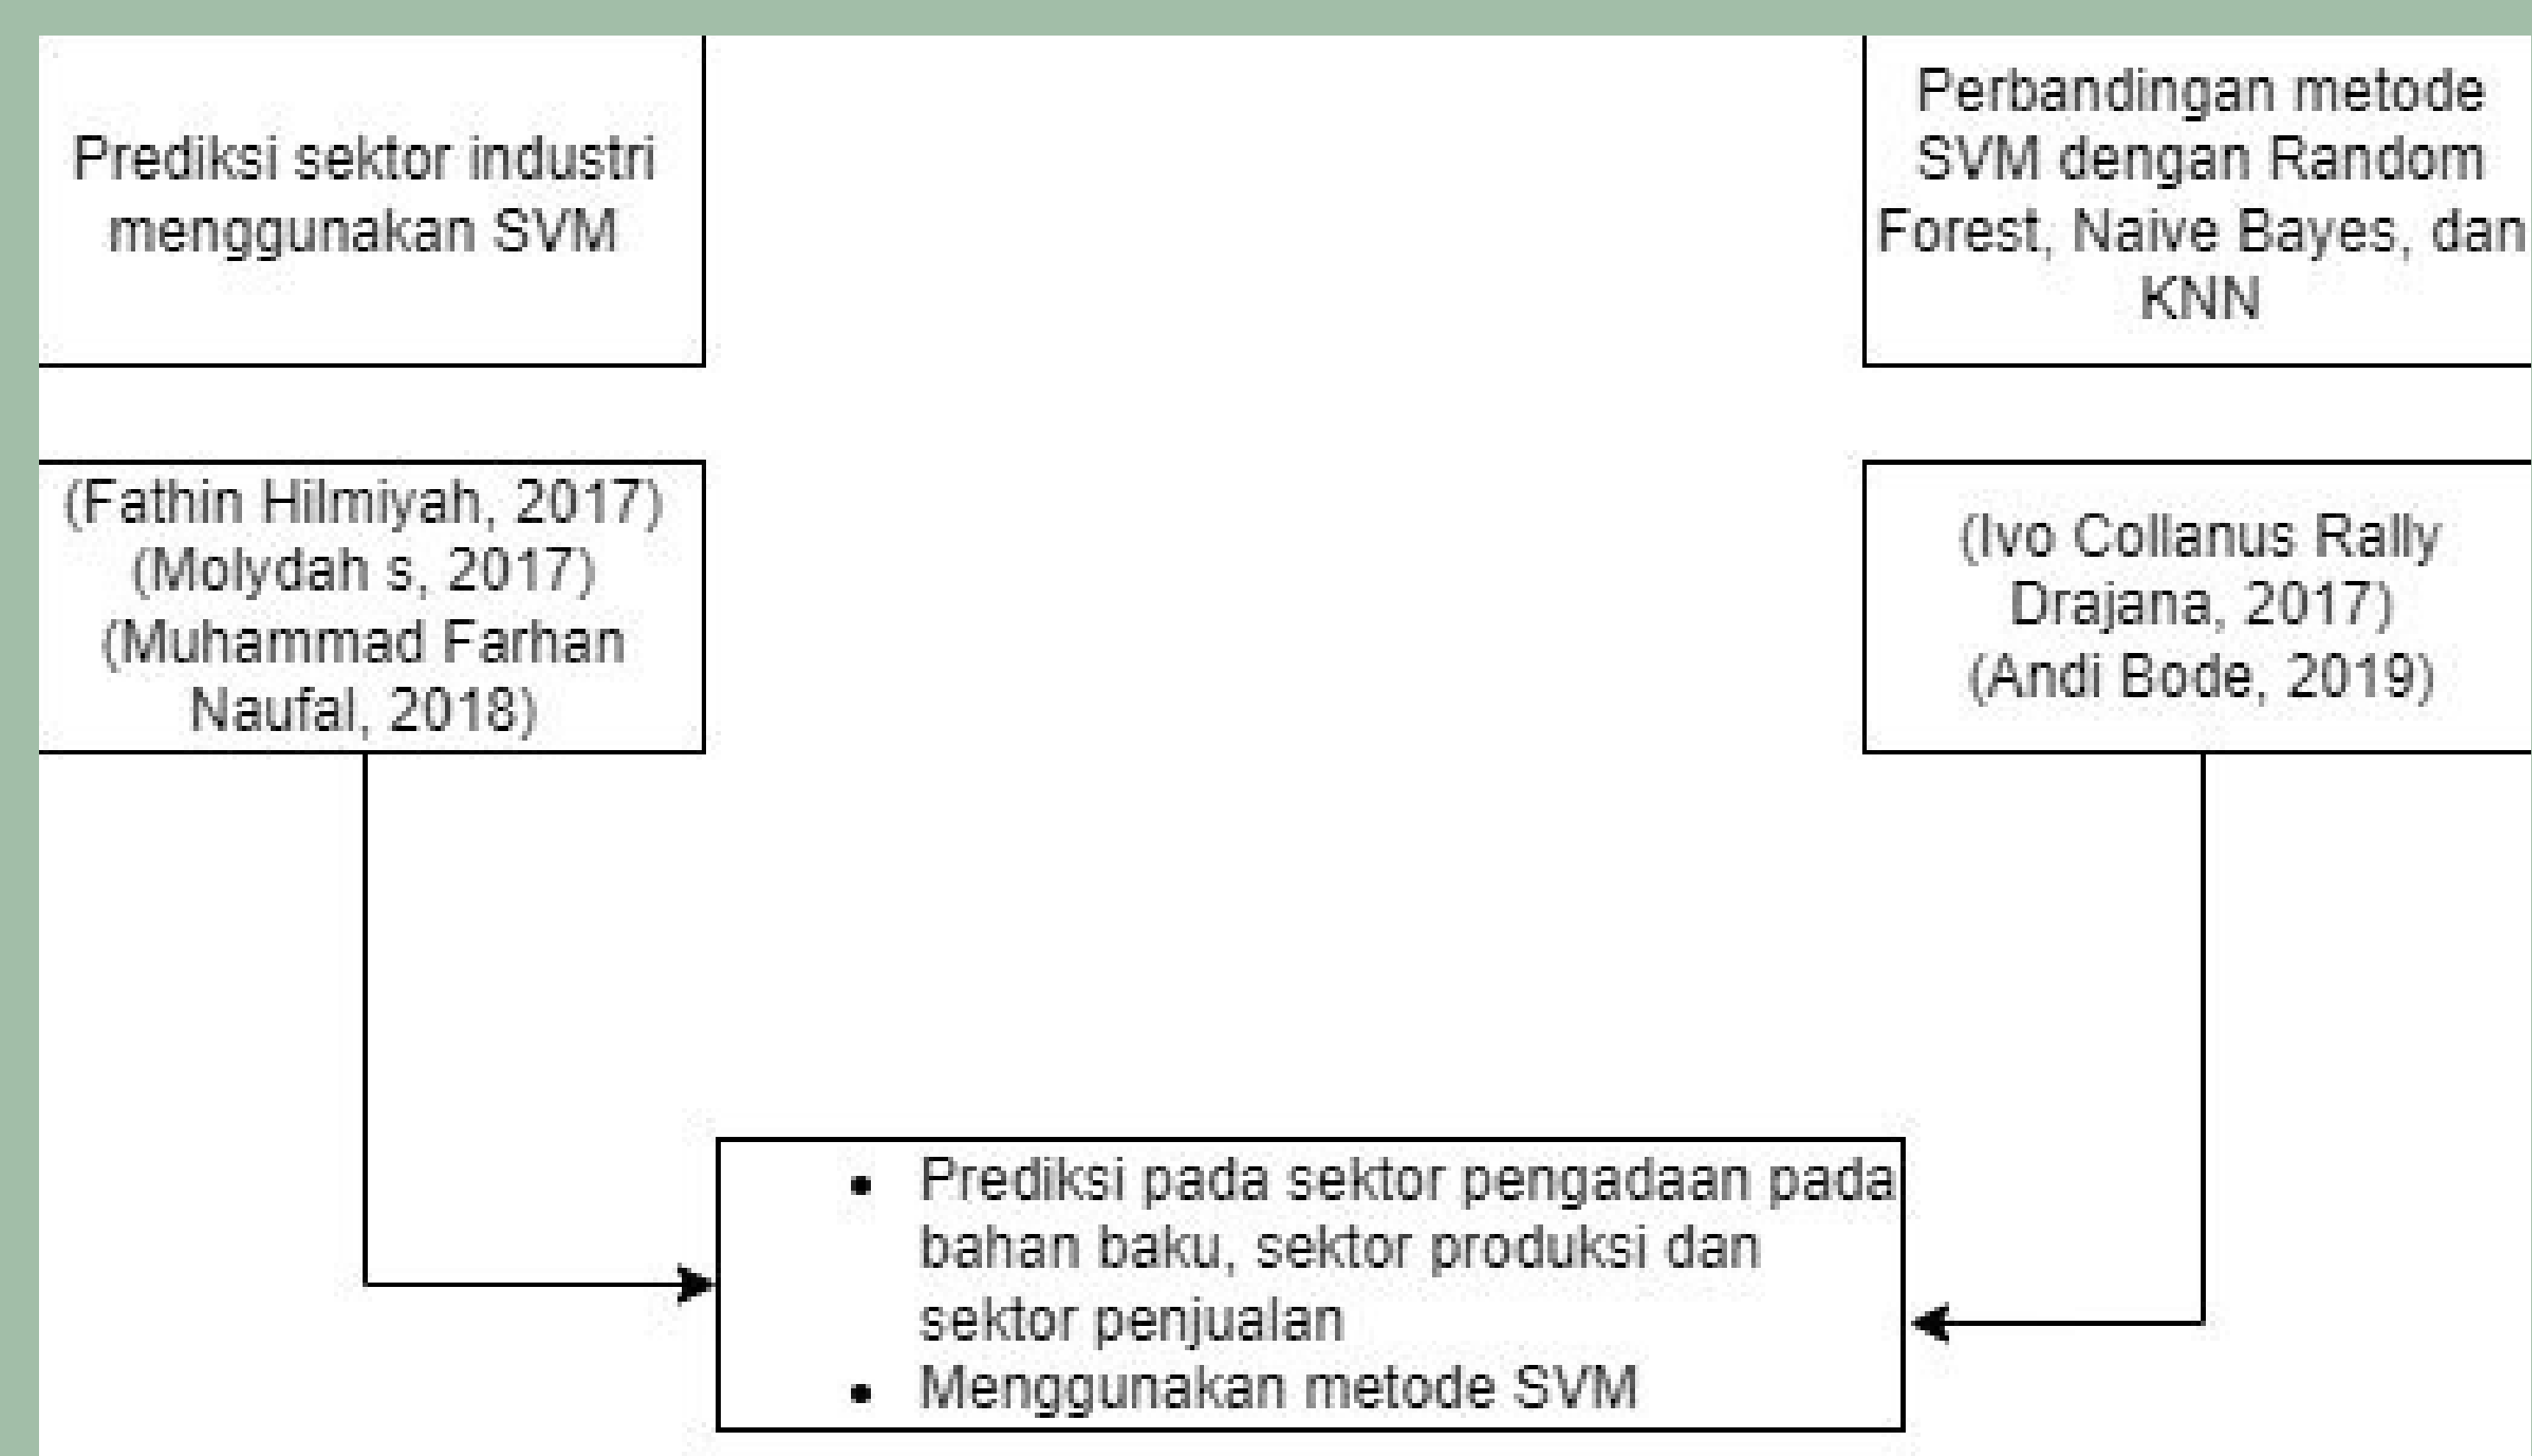 Prediksi sektor industri
menggunakan SVM
Perbandingan metode
SVM dengan Random
Forest, Naive Bayes, dan
KNN
(Fathin Hilmiyah, 2017)
(Molydah s, 2017)
(Muhammad Farhan
Naufal, 2018)
(Ivo Collanus Rally
Drajana, 2017)
(Andi Bode, 2019)
• Prediksi pada sektor pengadaan pada
bahan baku, sektor produksi dan
sektor penjualan
• Menggunakan metode SVM